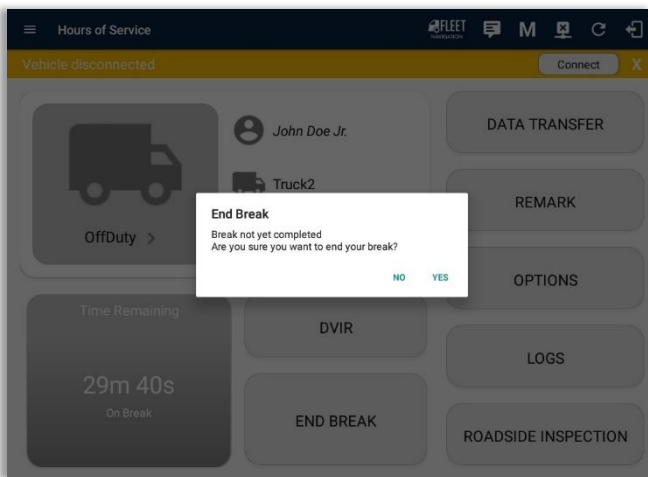 Hours of Service
FLEET
NAVIGATION
M
Vehicle disconnected
Connect
X
John Doe Jr.
Truck2
OffDuty >
DATA TRANSFER
REMARK
End Break
Break not yet completed
Are you sure you want to end your break?
NO
YES
OPTIONS
Time Remaining
29m 40s
On Break
DVIR
LOGS
END BREAK
ROADSIDE INSPECTION